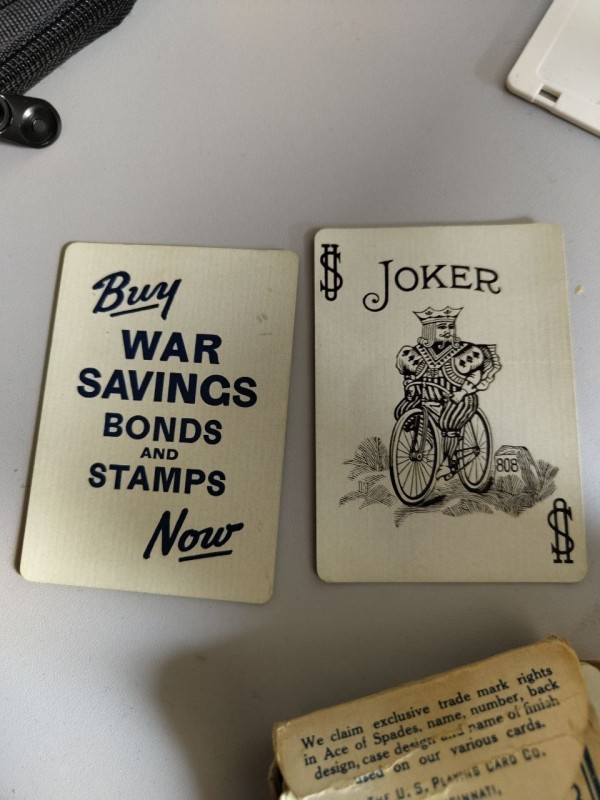 Buy
WAR
SAVINGS
BONDS
AND
STAMPS
Now
JOKER
808
We claim exclusive trade mark rights
in Ace of Spades, name, number, back
design, case design and name of finish
used on our various cards.
THE U. S. PLAYING CARD CO.